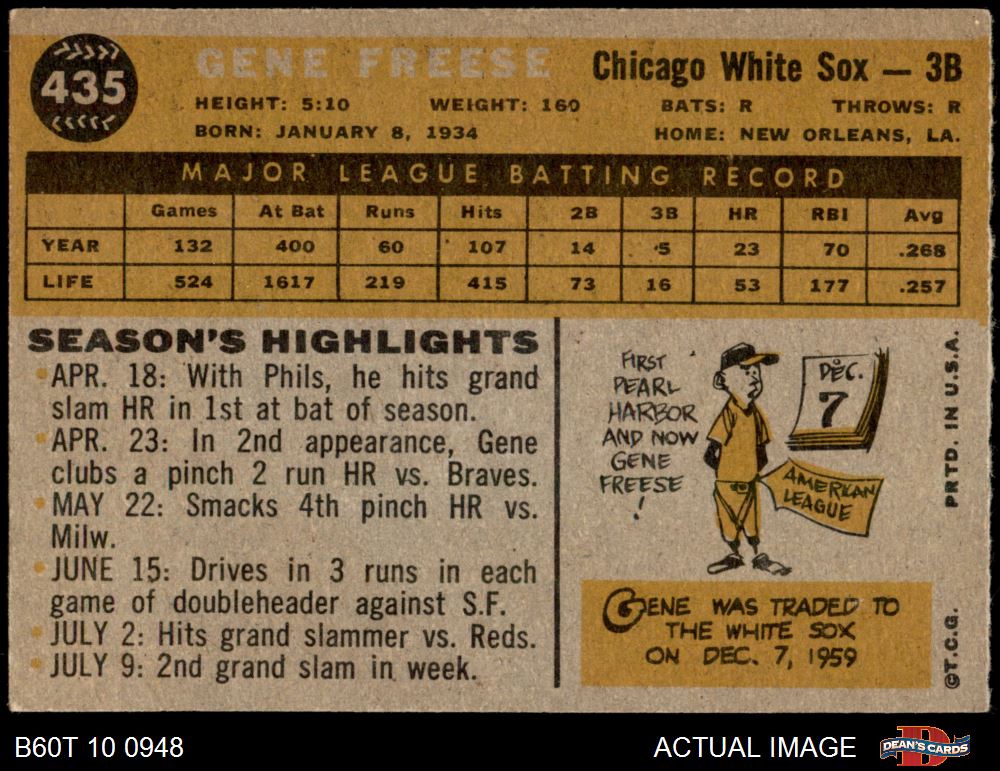 435
GENE FREESE
Chicago White Sox — 3B
HEIGHT: 5:10 WEIGHT: 160 BATS: R THROWS: R
BORN: JANUARY 8, 1934 HOME: NEW ORLEANS, LA.
MAJOR LEAGUE BATTING RECORD
Games At Bat Runs Hits 2B 3B HR RBI Avg
YEAR 132 400 60 107 14 5 23 70 .268
LIFE 524 1617 219 415 73 16 53 177 .257
SEASON'S HIGHLIGHTS
APR. 18: With Phils, he hits grand
slam HR in 1st at bat of season.
APR. 23: In 2nd appearance, Gene
clubs a pinch 2 run HR vs. Braves.
MAY 22: Smacks 4th pinch HR vs.
Milw.
JUNE 15: Drives in 3 runs in each
game of doubleheader against S.F.
JULY 2: Hits grand slammer vs. Reds.
JULY 9: 2nd grand slam in week.
FIRST
PEARL
HARBOR
AND NOW
GENE
FREESE
!
DEC.
7
AMERICAN
LEAGUE
GENE WAS TRADED TO
THE WHITE SOX
ON DEC. 7, 1959
©T.C.G. PRTD. IN U.S.A.
B60T 10 0948
ACTUAL IMAGE
DEAN'S CARDS